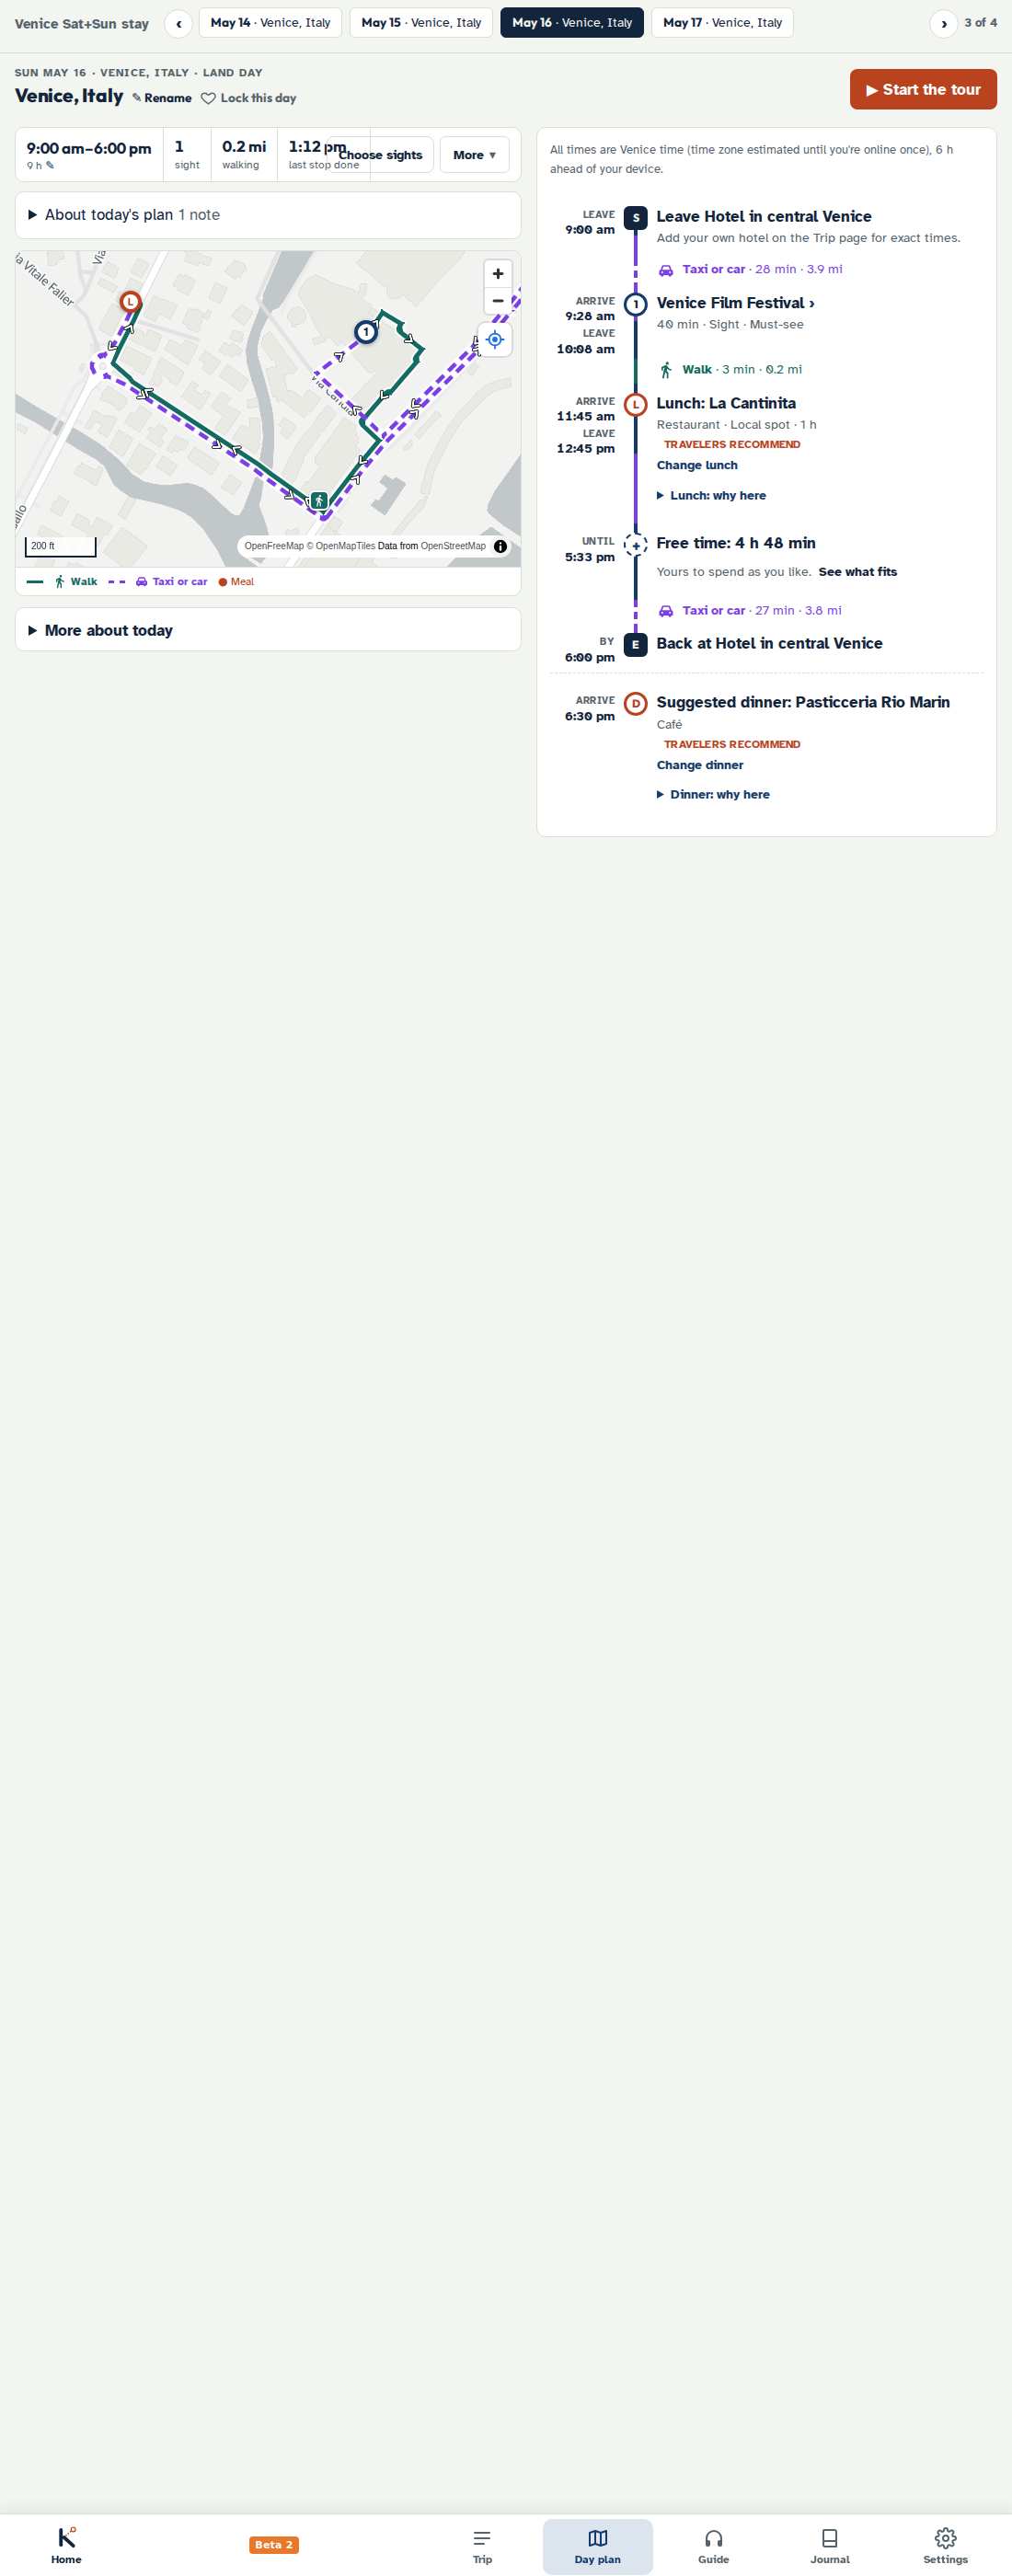 Venice Sat+Sun stay
‹
May 14 · Venice, Italy
May 15 · Venice, Italy
May 16 · Venice, Italy
May 17 · Venice, Italy
›
3 of 4
SUN MAY 16 · VENICE, ITALY · LAND DAY
Venice, Italy ✎ Rename Lock this day
▶ Start the tour
9:00 am–6:00 pm
9 h ✎
1
sight
0.2 mi
walking
1:12 pm
last stop done
Choose sights
More ▾
▶ About today's plan 1 note
Via
L
1
+
−
200 ft
OpenFreeMap © OpenMapTiles Data from OpenStreetMap
Walk
Taxi or car
Meal
▶ More about today
All times are Venice time (time zone estimated until you're online once), 6 h
ahead of your device.
LEAVE
9:00 am
S
Leave Hotel in central Venice
Add your own hotel on the Trip page for exact times.
Taxi or car · 28 min · 3.9 mi
ARRIVE
9:28 am
LEAVE
10:08 am
1
Venice Film Festival ›
40 min · Sight · Must-see
Walk · 3 min · 0.2 mi
ARRIVE
11:45 am
LEAVE
12:45 pm
L
Lunch: La Cantinita
Restaurant · Local spot · 1 h
TRAVELERS RECOMMEND
Change lunch
▶ Lunch: why here
UNTIL
5:33 pm
+
Free time: 4 h 48 min
Yours to spend as you like. See what fits
Taxi or car · 27 min · 3.8 mi
BY
6:00 pm
E
Back at Hotel in central Venice
ARRIVE
6:30 pm
D
Suggested dinner: Pasticceria Rio Marin
Café
TRAVELERS RECOMMEND
Change dinner
▶ Dinner: why here
Home
Beta 2
Trip
Day plan
Guide
Journal
Settings